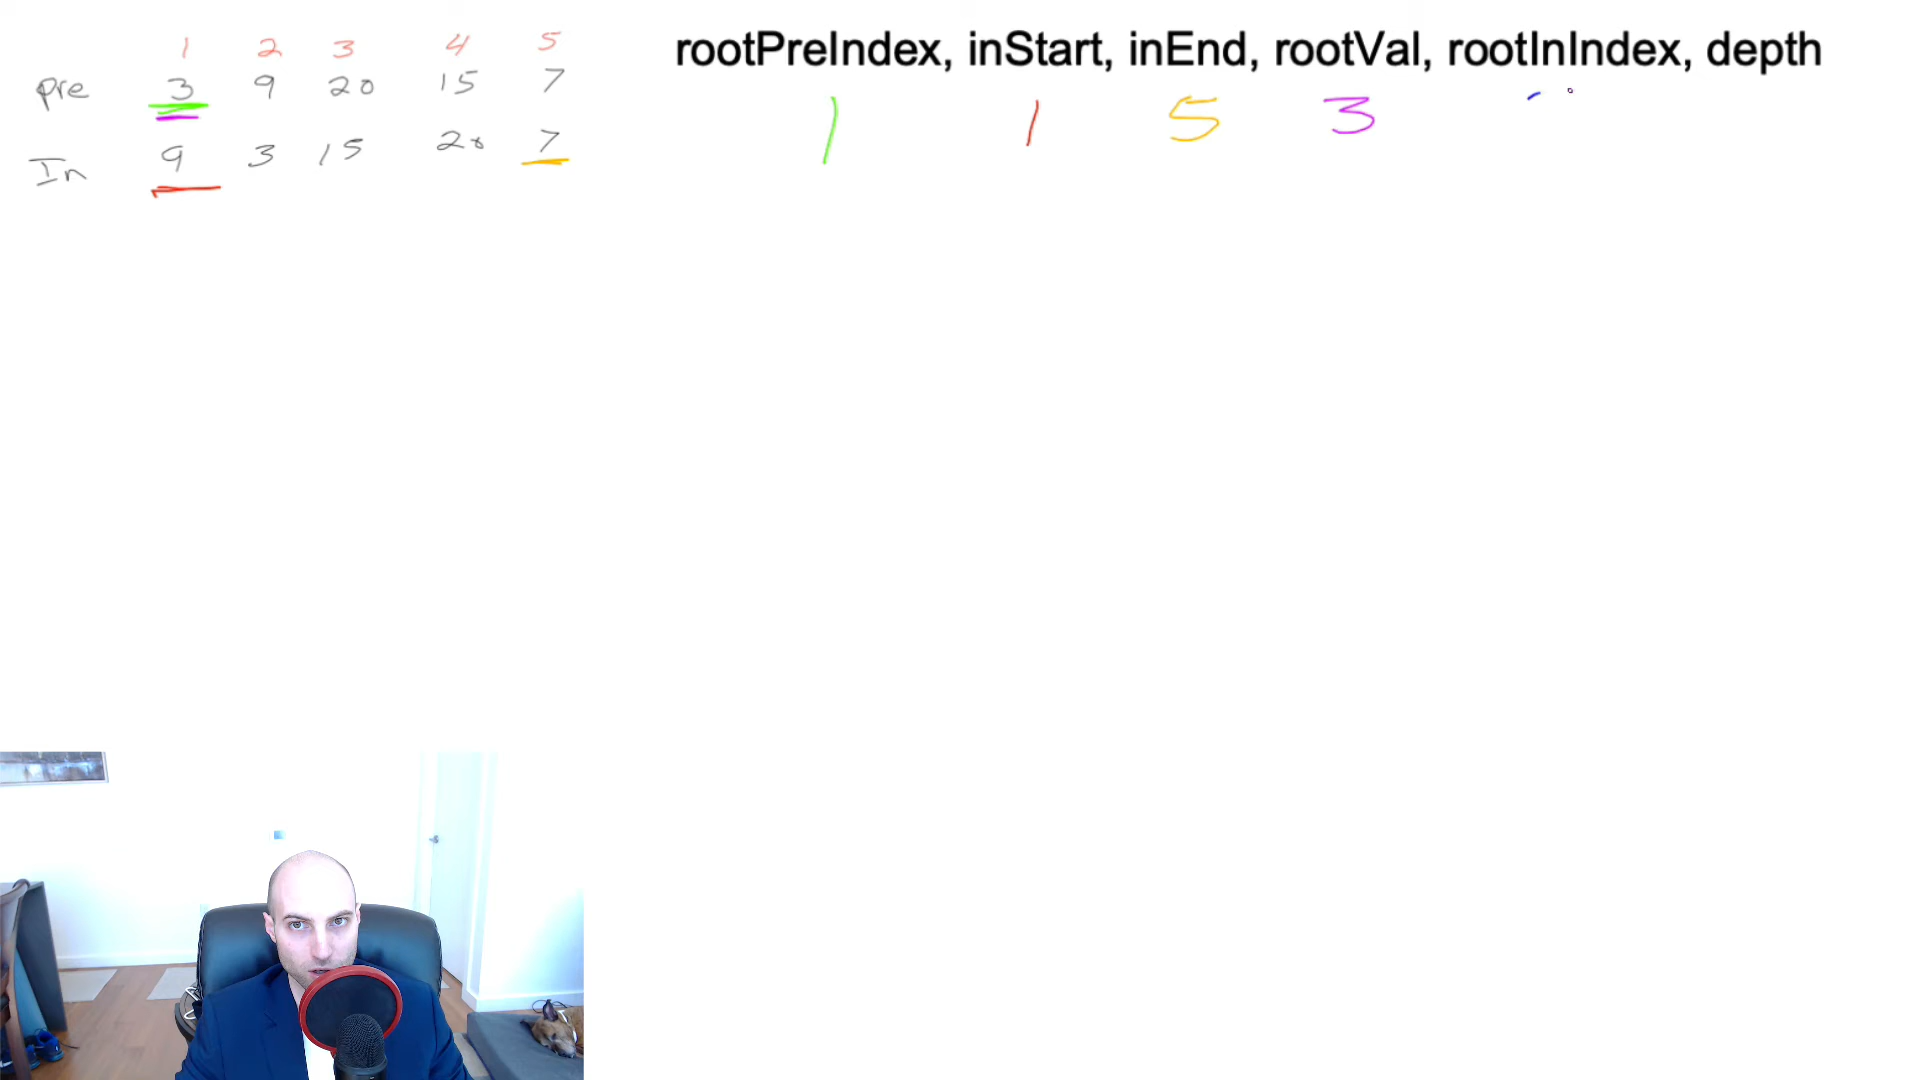 1 2 3 4 5
pre 3 9 20 15 7
In 9 3 15 20 7
rootPreIndex, inStart, inEnd, rootVal, rootInIndex, depth
1 1 5 3